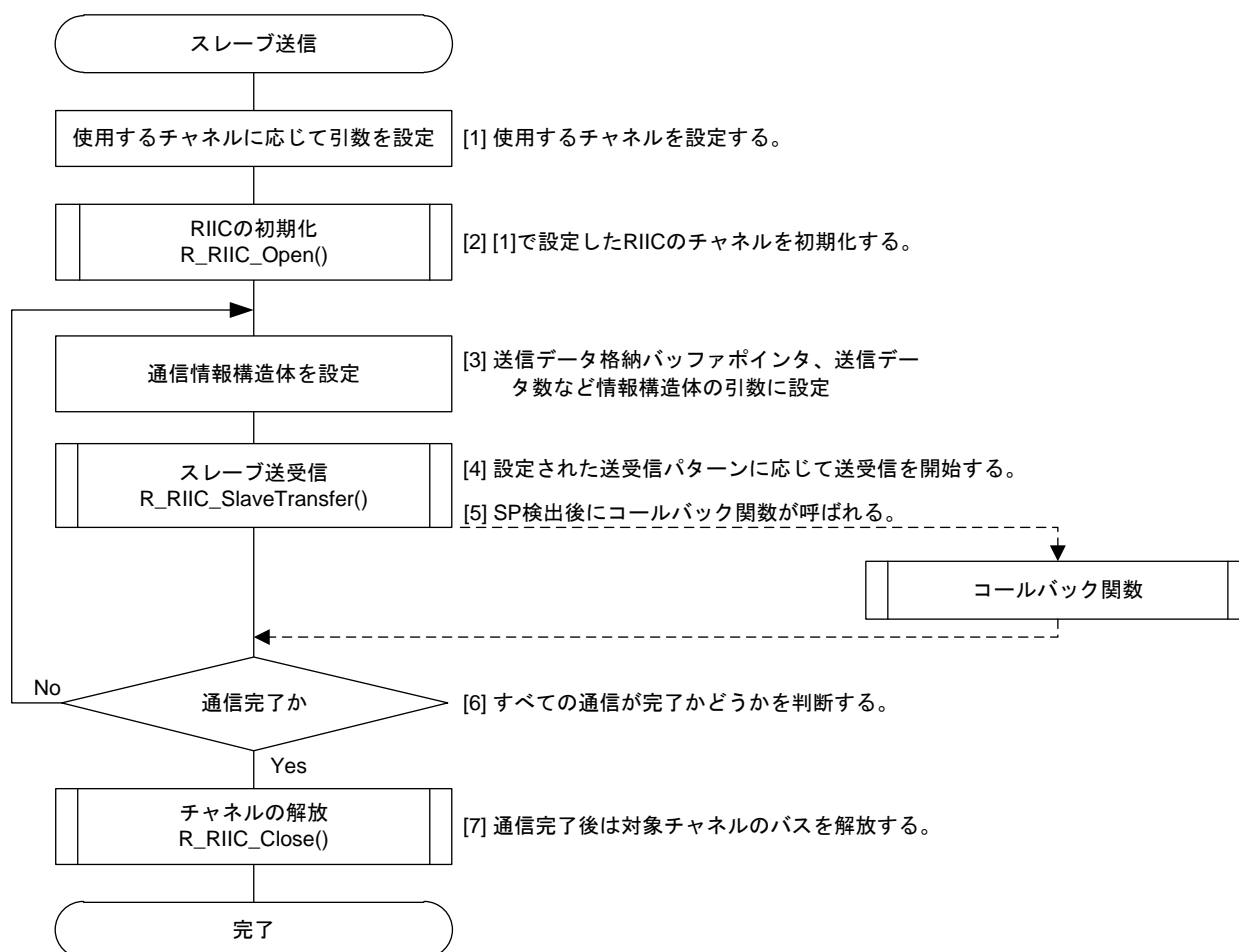 スレーブ送信
使用するチャネルに応じて引数を設定
[1] 使用するチャネルを設定する。
RIICの初期化
R_RIIC_Open()
[2] [1]で設定したRIICのチャネルを初期化する。
通信情報構造体を設定
[3] 送信データ格納バッファポインタ、送信デー
タ数など情報構造体の引数に設定
スレーブ送受信
R_RIIC_SlaveTransfer()
[4] 設定された送受信パターンに応じて送受信を開始する。
[5] SP検出後にコールバック関数が呼ばれる。
コールバック関数
No
通信完了か
[6] すべての通信が完了かどうかを判断する。
Yes
チャネルの解放
R_RIIC_Close()
[7] 通信完了後は対象チャネルのバスを解放する。
完了